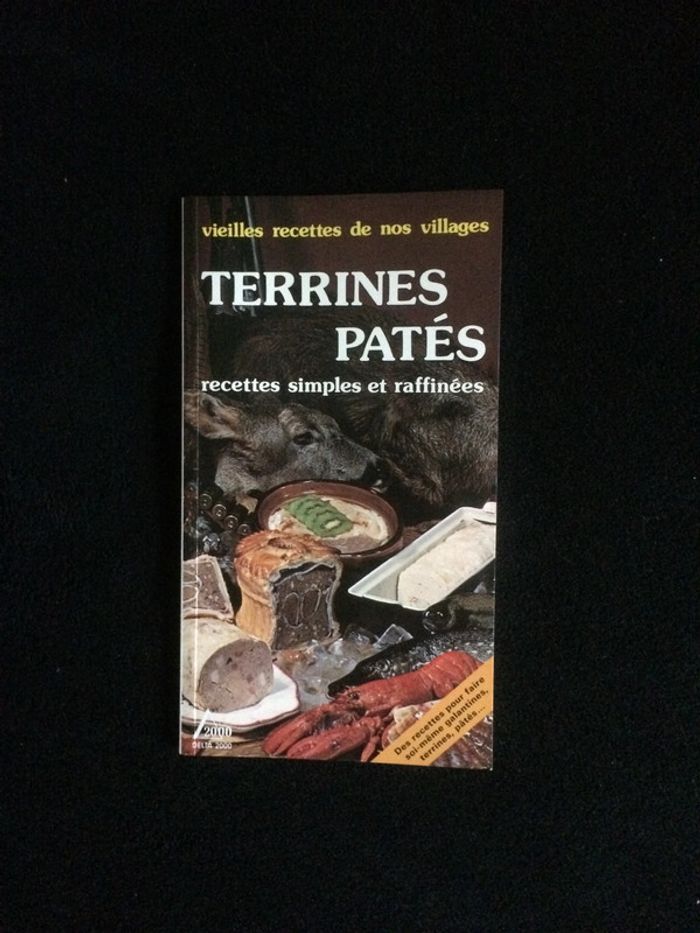 vieilles recettes de nos villages
TERRINES
PATÉS
recettes simples et raffinées
Des recettes pour faire
soi-même galantines,
terrines, pâtés...
2000
DELTA 2000